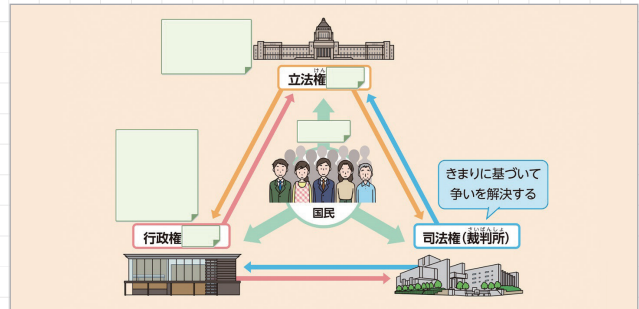 立法権
国民
きまりに基づいて
争いを解決する
行政権
司法権(裁判所)